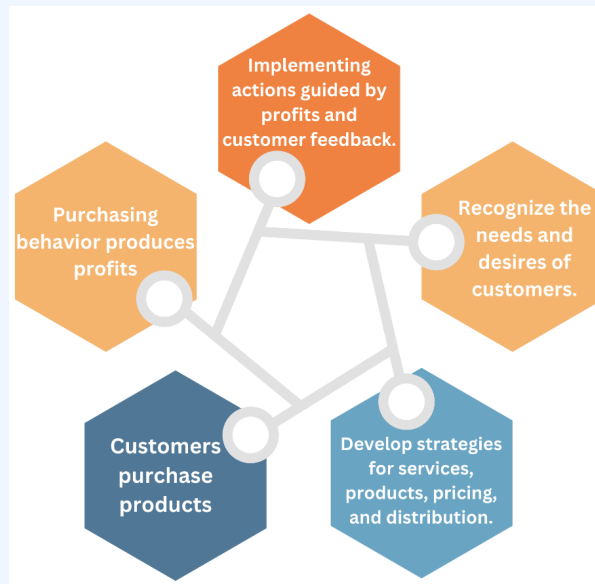 Implementing
actions guided by
profits and
customer feedback.
Recognize the
needs and
desires of
customers.
Develop strategies
for services,
products, pricing,
and distribution.
Customers
purchase
products
Purchasing
behavior produces
profits